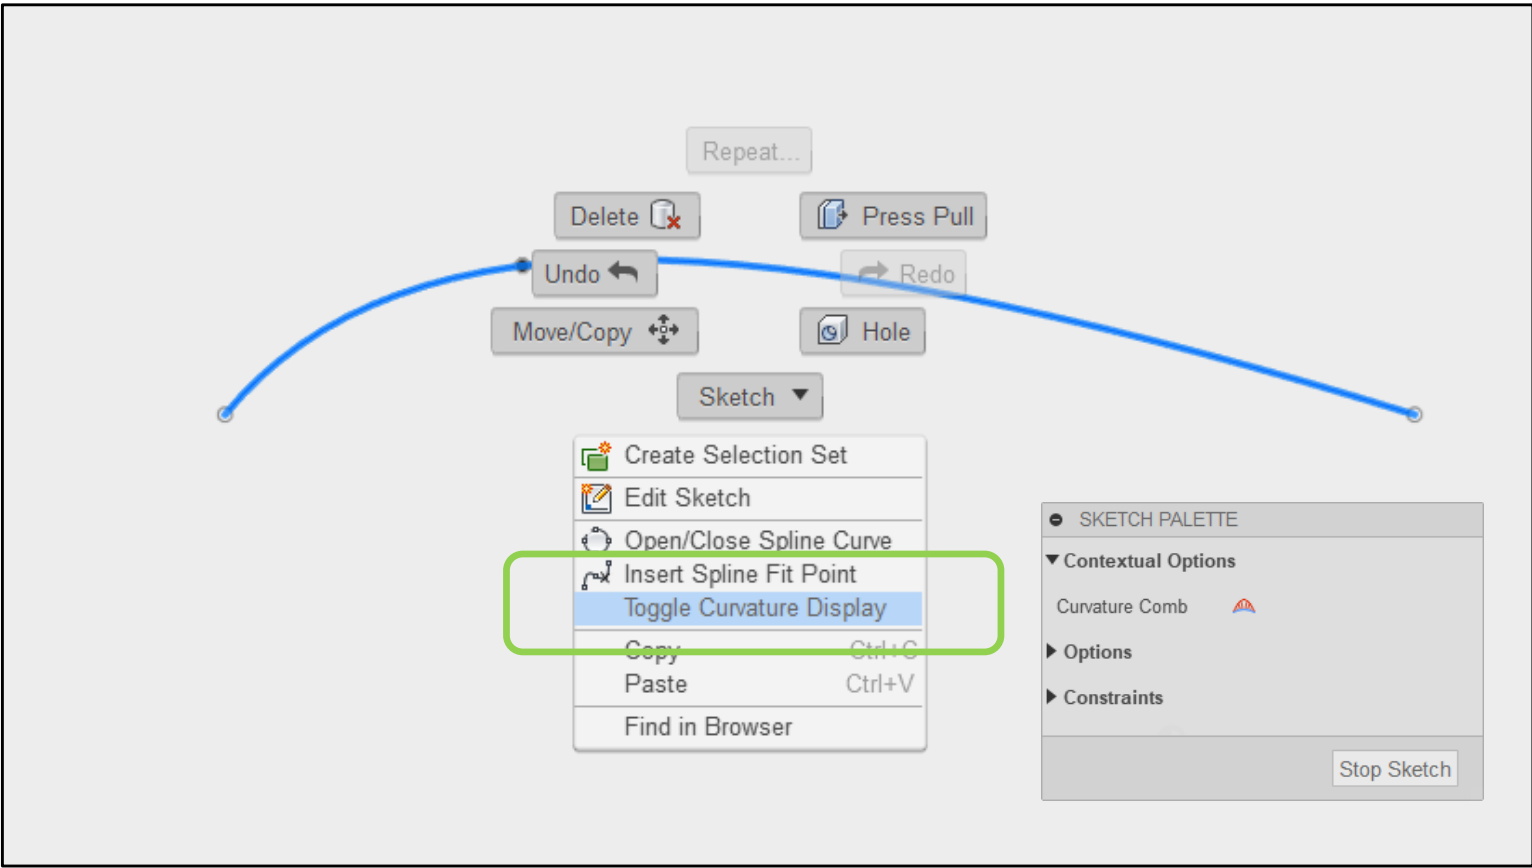 Repeat...
Delete
Press Pull
Undo
Redo
Move/Copy
Hole
Sketch
Create Selection Set
Edit Sketch
Open/Close Spline Curve
Insert Spline Fit Point
Toggle Curvature Display
Copy Ctrl+C
Paste Ctrl+V
Find in Browser
SKETCH PALETTE
Contextual Options
Curvature Comb
Options
Constraints
Stop Sketch